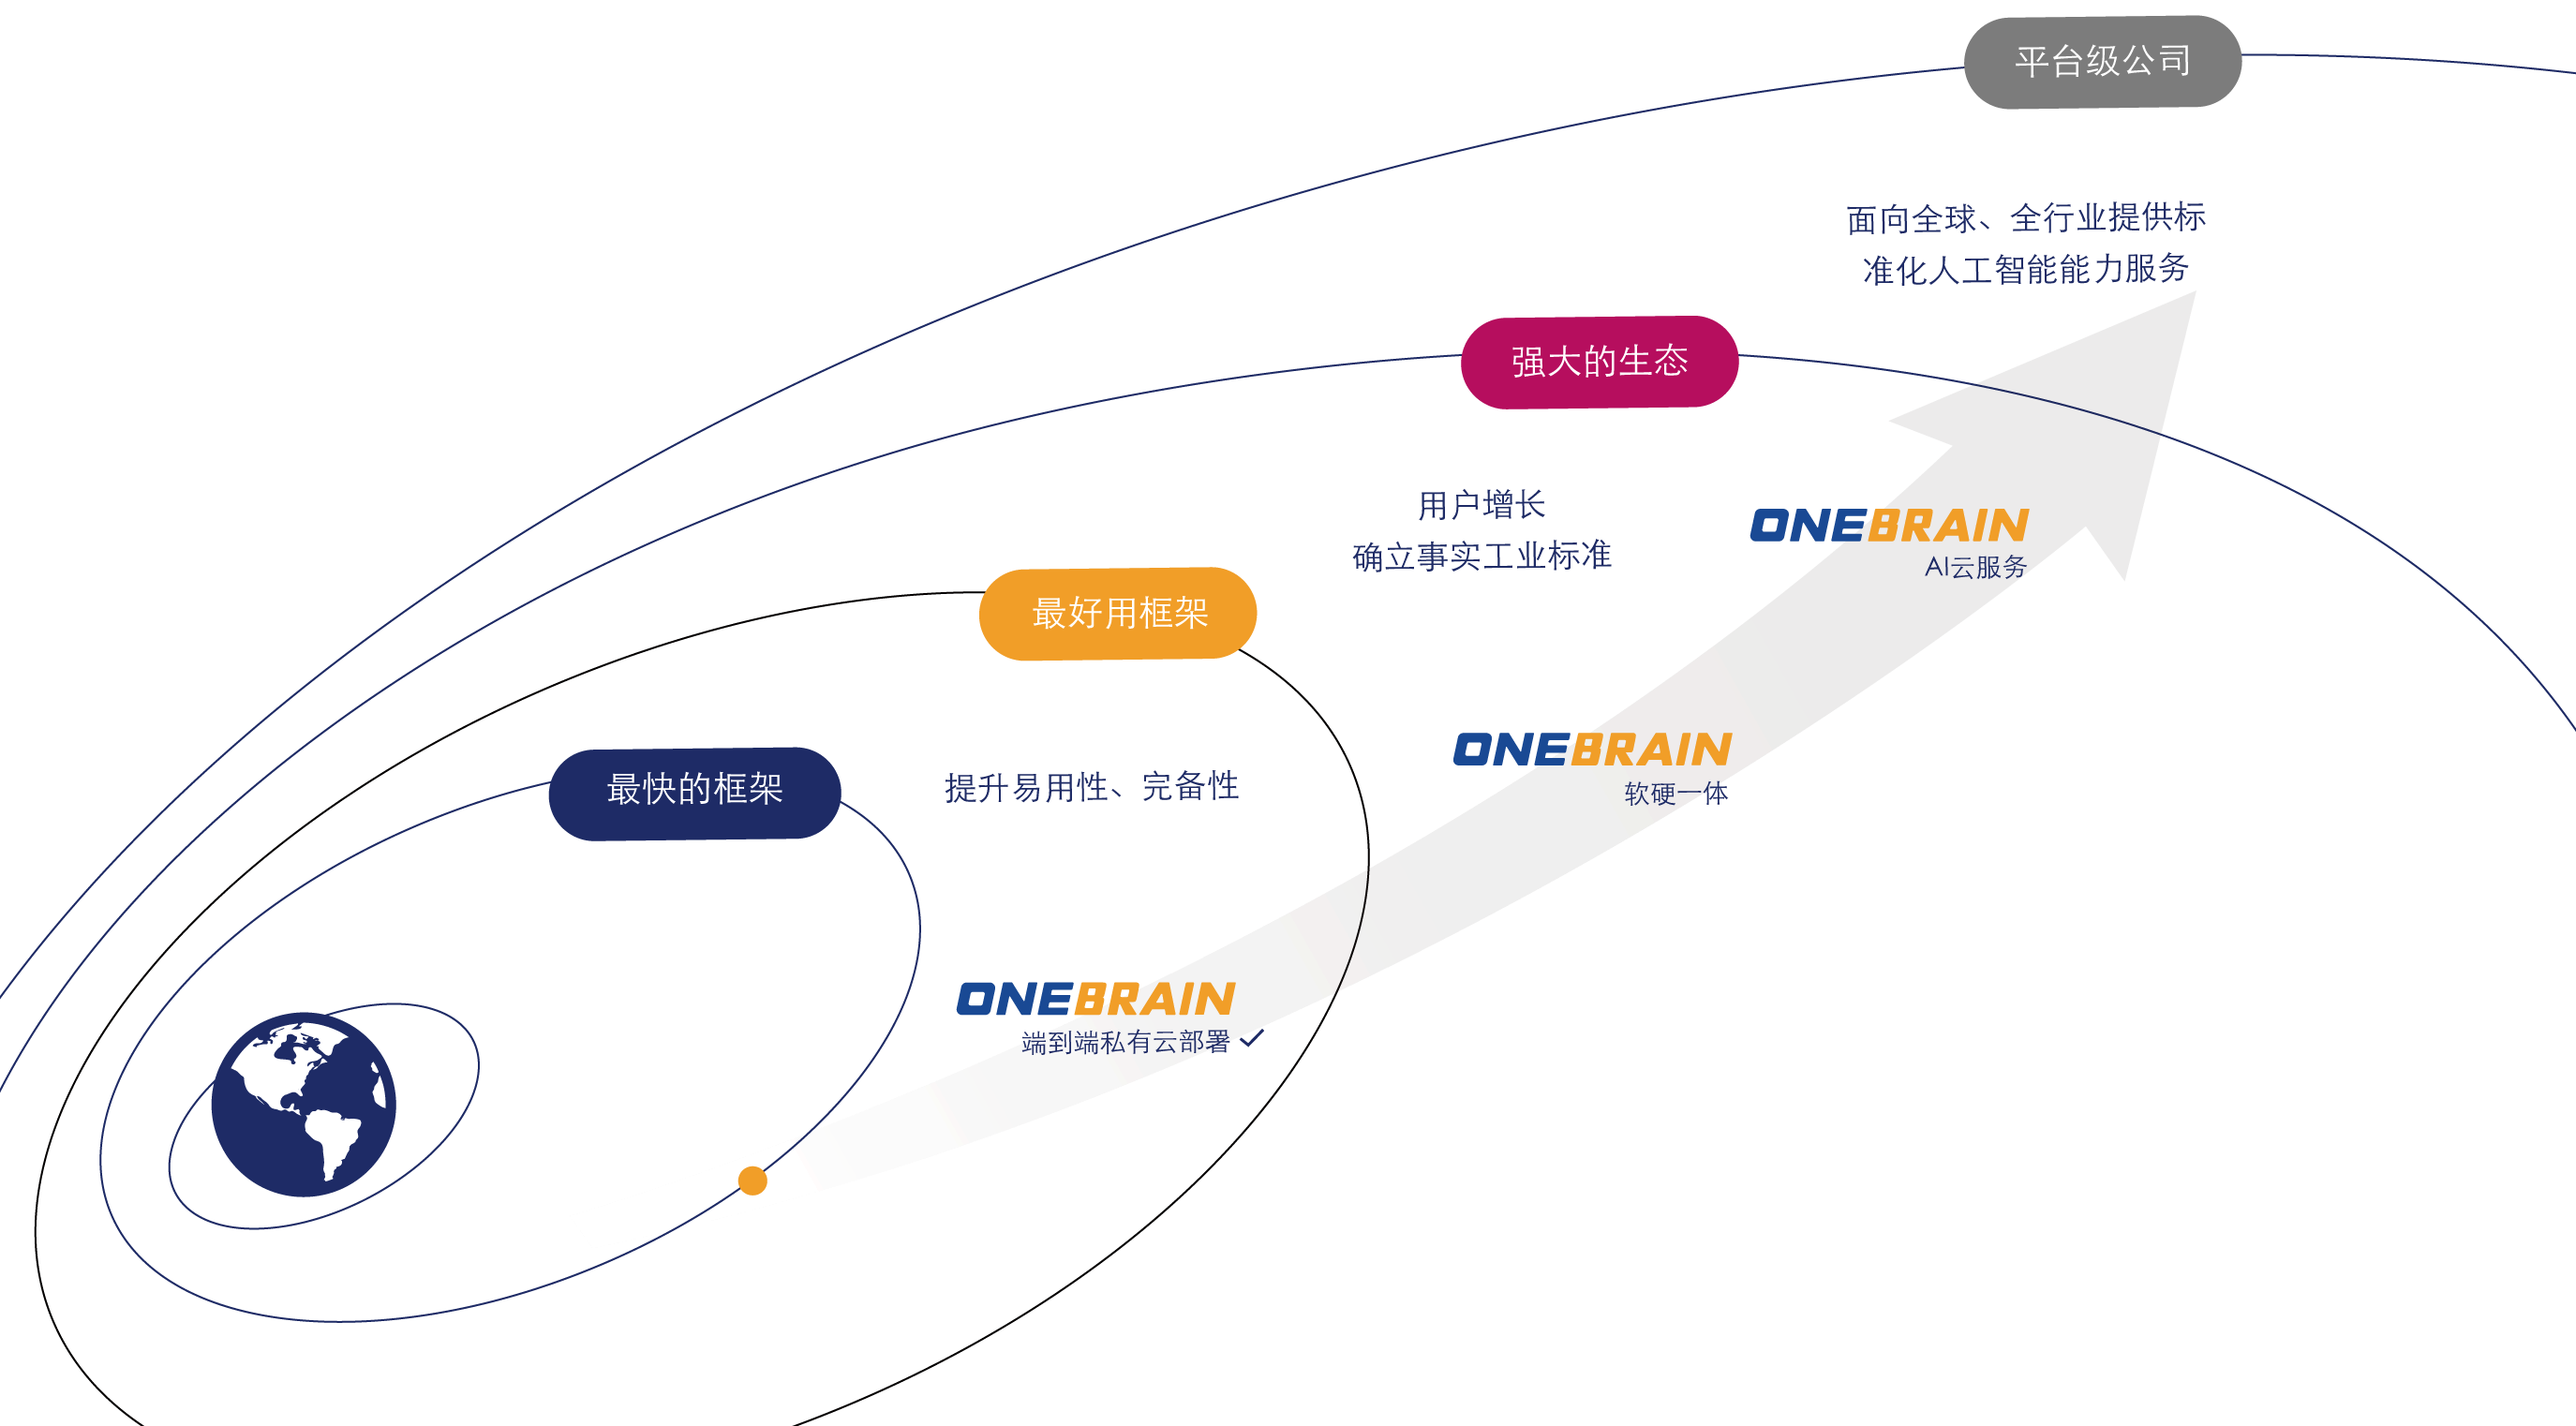 平台级公司
面向全球、全行业提供标
准化人工智能能力服务
强大的生态
用户增长
确立事实工业标准
ONEBRAIN
AI云服务
最好用框架
提升易用性、完备性
ONEBRAIN
软硬一体
最快的框架
ONEBRAIN
端到端私有云部署